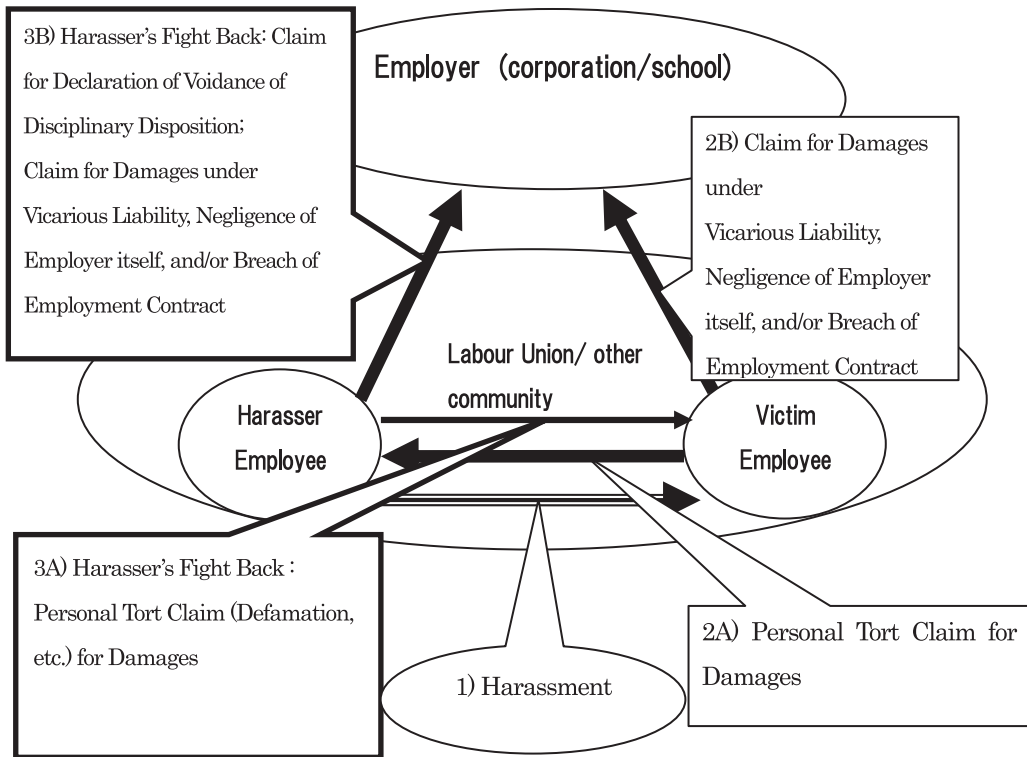 3B) Harasser’s Fight Back: Claim
for Declaration of Voidance of
Disciplinary Disposition;
Claim for Damages under
Vicarious Liability, Negligence of
Employer itself, and/or Breach of
Employment Contract
Employer (corporation/school)
2B) Claim for Damages
under
Vicarious Liability,
Negligence of Employer
itself, and/or Breach of
Employment Contract
Labour Union/ other
community
Harasser
Employee
Victim
Employee
3A) Harasser’s Fight Back :
Personal Tort Claim (Defamation,
etc.) for Damages
1) Harassment
2A) Personal Tort Claim for
Damages